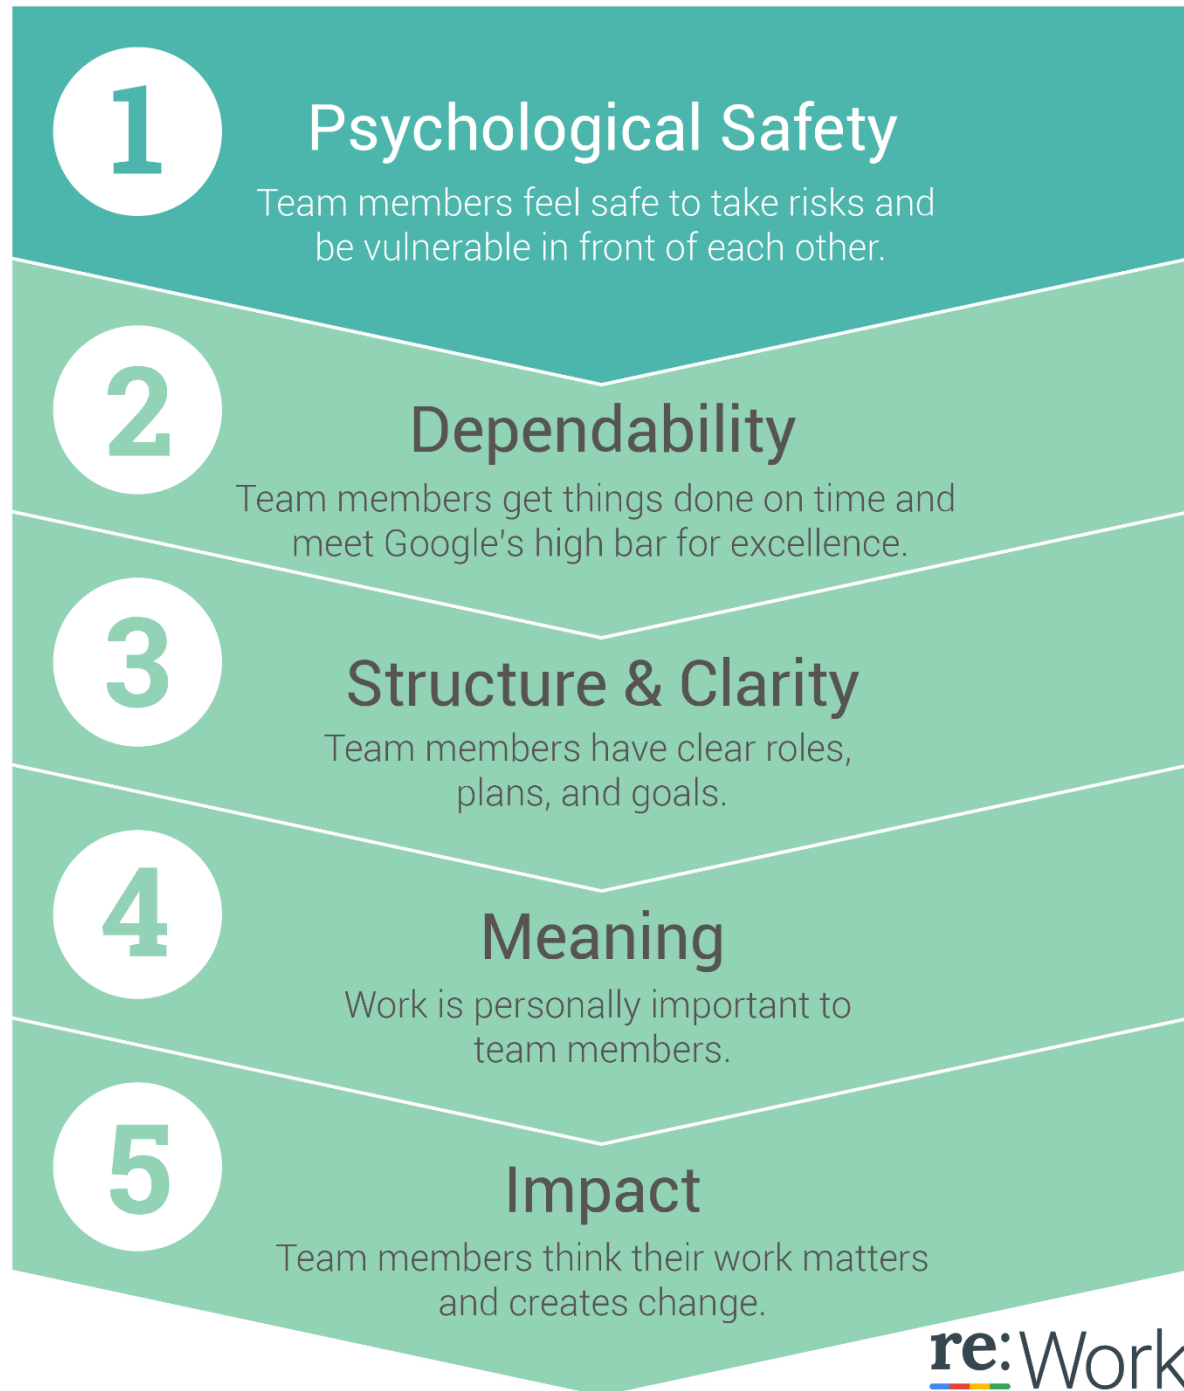 1
Psychological Safety
Team members feel safe to take risks and
be vulnerable in front of each other.
2
Dependability
Team members get things done on time and
meet Google's high bar for excellence.
3
Structure & Clarity
Team members have clear roles,
plans, and goals.
4
Meaning
Work is personally important to
team members.
5
Impact
Team members think their work matters
and creates change.
re:Work